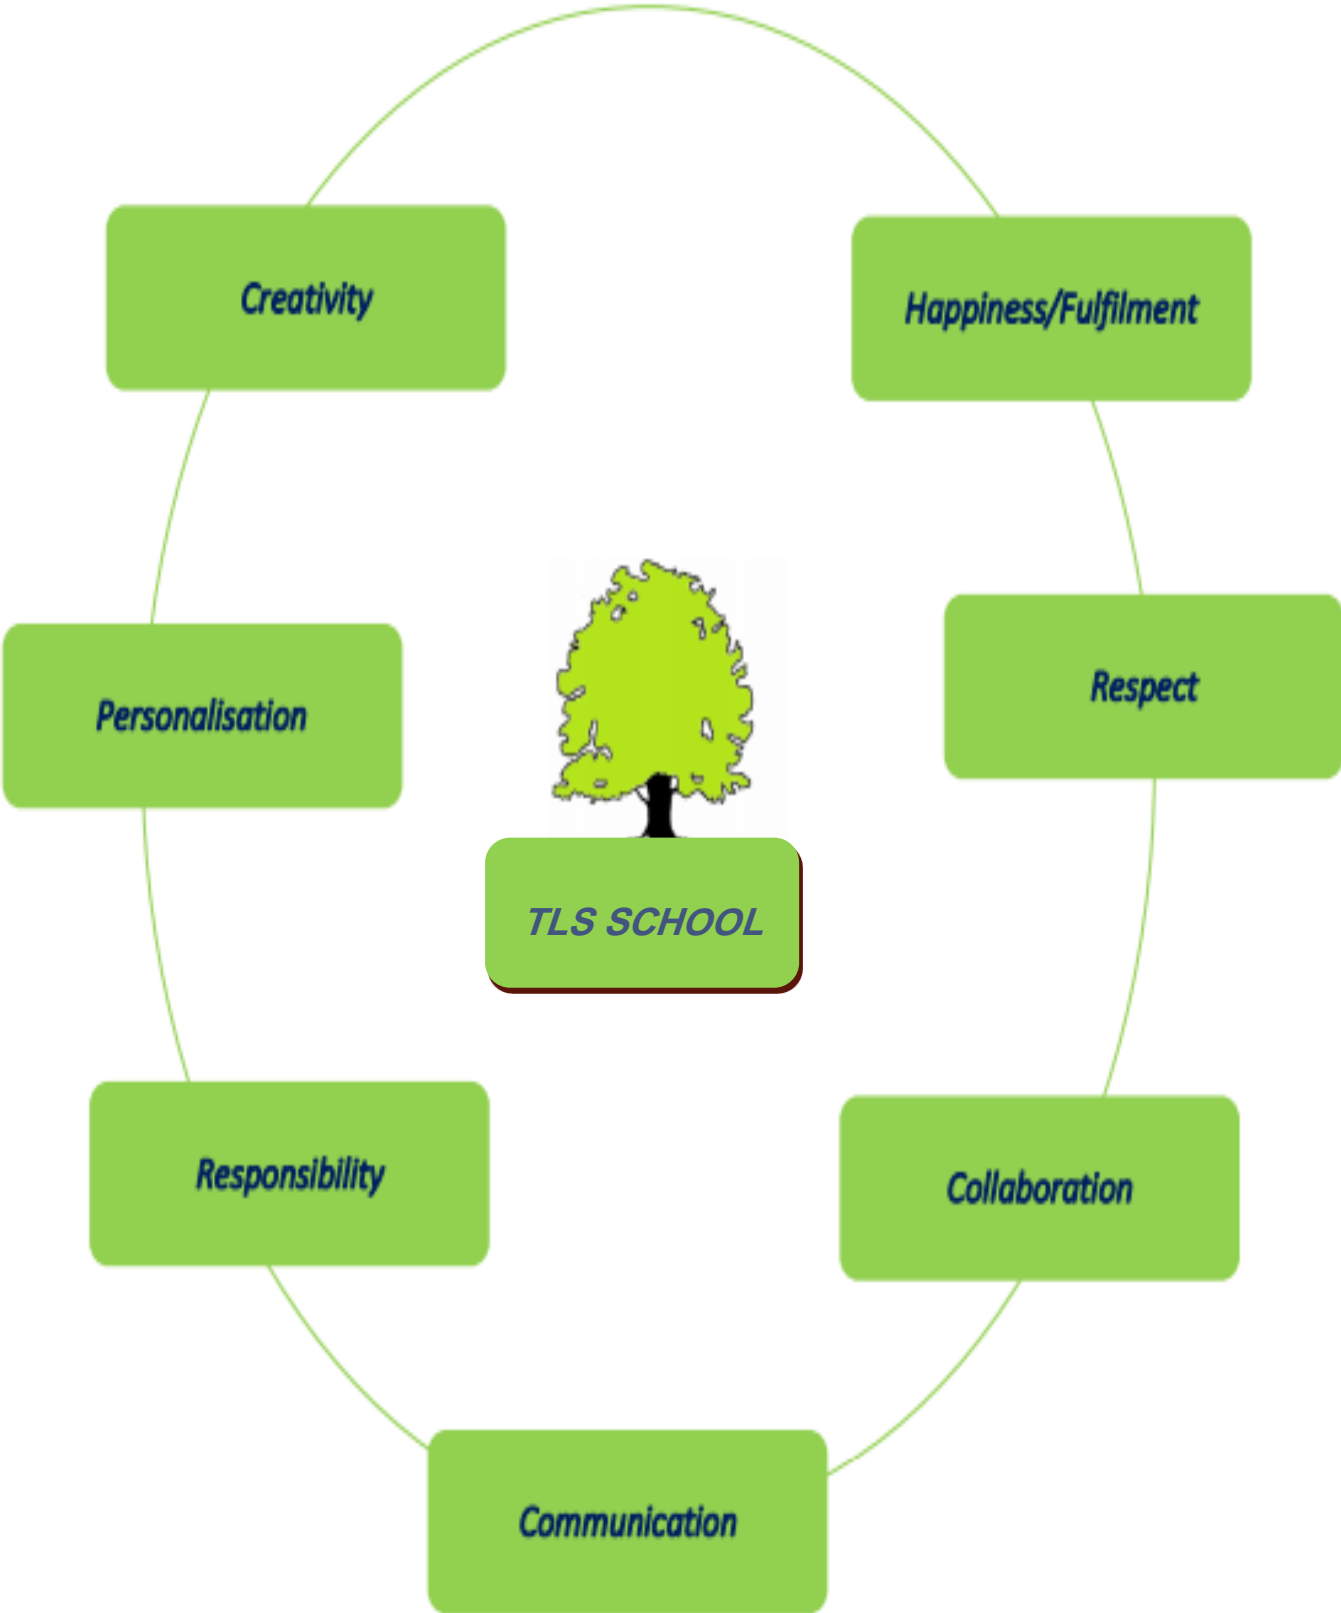 Creativity
Happiness/Fulfilment
Personalisation
Respect
TLS SCHOOL
Responsibility
Collaboration
Communication